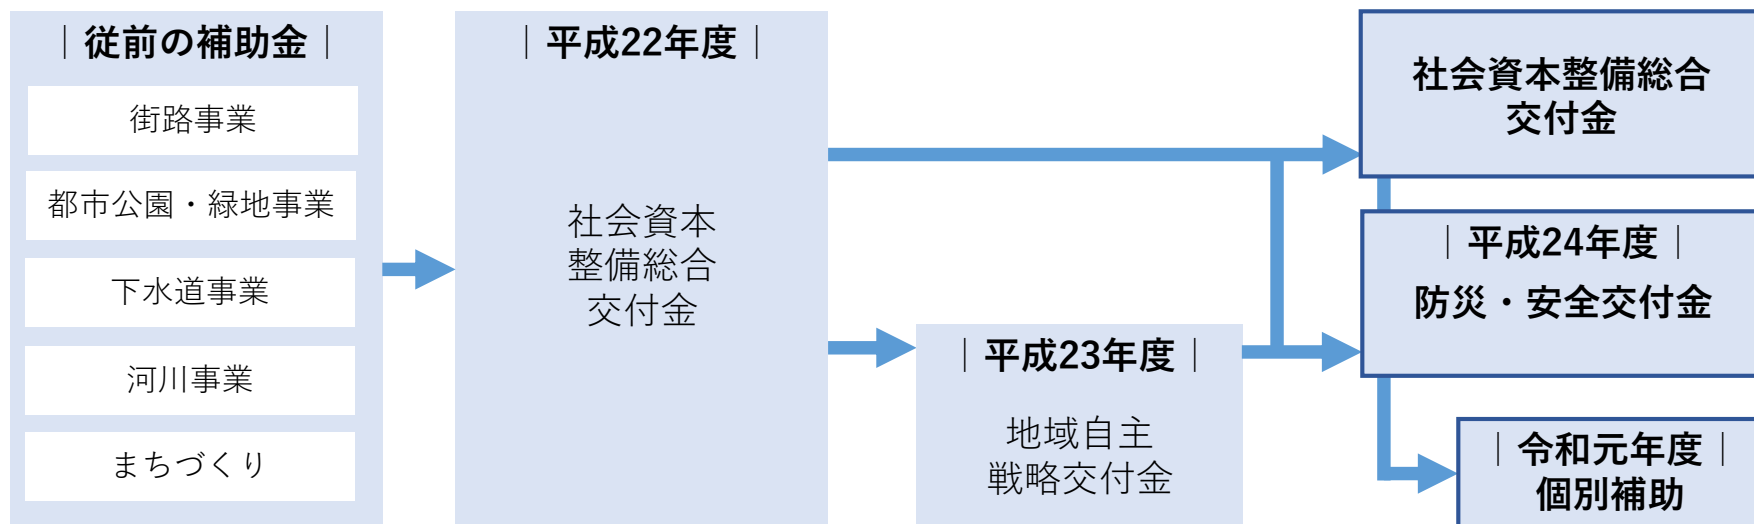 ｜従前の補助金｜
街路事業
都市公園・緑地事業
下水道事業
河川事業
まちづくり
｜平成22年度｜
社会資本
整備総合
交付金
｜平成23年度｜
地域自主
戦略交付金
社会資本整備総合
交付金
｜平成24年度｜
防災・安全交付金
｜令和元年度｜
個別補助